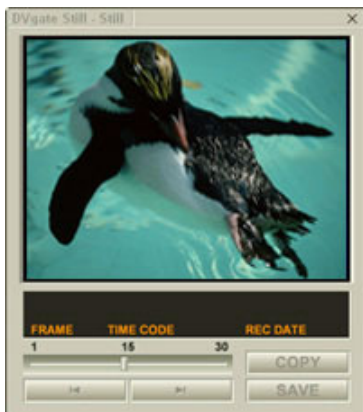 DVgate Still - Still
FRAME TIME CODE REC DATE
1 15 30
COPY
SAVE